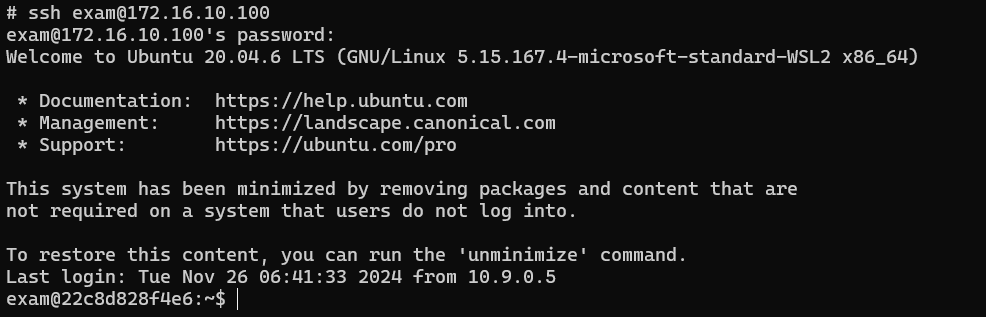 # ssh exam@172.16.10.100
exam@172.16.10.100's password:
Welcome to Ubuntu 20.04.6 LTS (GNU/Linux 5.15.167.4-microsoft-standard-WSL2 x86_64)
* Documentation:  https://help.ubuntu.com
* Management:     https://landscape.canonical.com
* Support:        https://ubuntu.com/pro
This system has been minimized by removing packages and content that are
not required on a system that users do not log into.
To restore this content, you can run the 'unminimize' command.
Last login: Tue Nov 26 06:41:33 2024 from 10.9.0.5
exam@22c8d828f4e6:~$